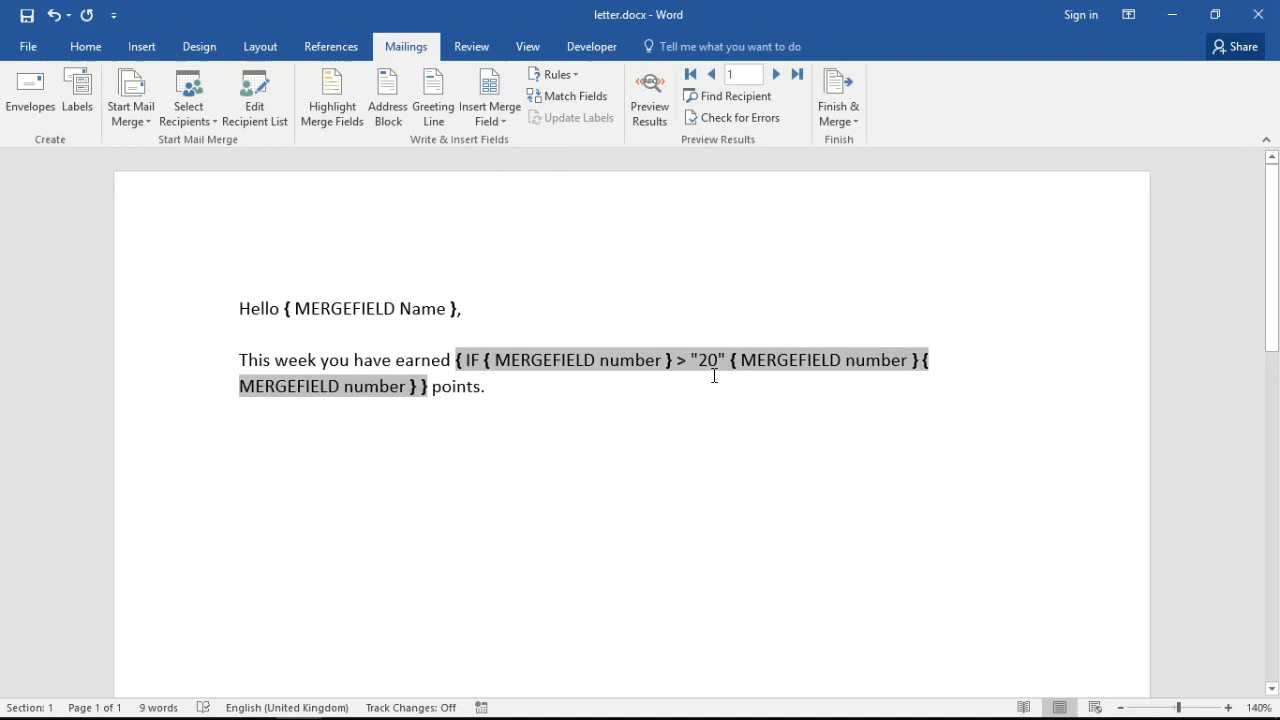 letter.docx - Word
Sign in
File Home Insert Design Layout References Mailings Review View Developer Tell me what you want to do Share
Envelopes Labels
Create
Start Mail Merge Select Recipients Edit Recipient List
Start Mail Merge
Highlight Merge Fields Address Block Greeting Line Insert Merge Field
Rules
Match Fields
Update Labels
Write & Insert Fields
ABC
Preview Results
1
Find Recipient
Check for Errors
Preview Results
Finish & Merge
Finish
Hello { MERGEFIELD Name },
This week you have earned { IF { MERGEFIELD number } > "20" { MERGEFIELD number } {
MERGEFIELD number } } points.
Section: 1 Page 1 of 1 9 words English (United Kingdom) Track Changes: Off 140%